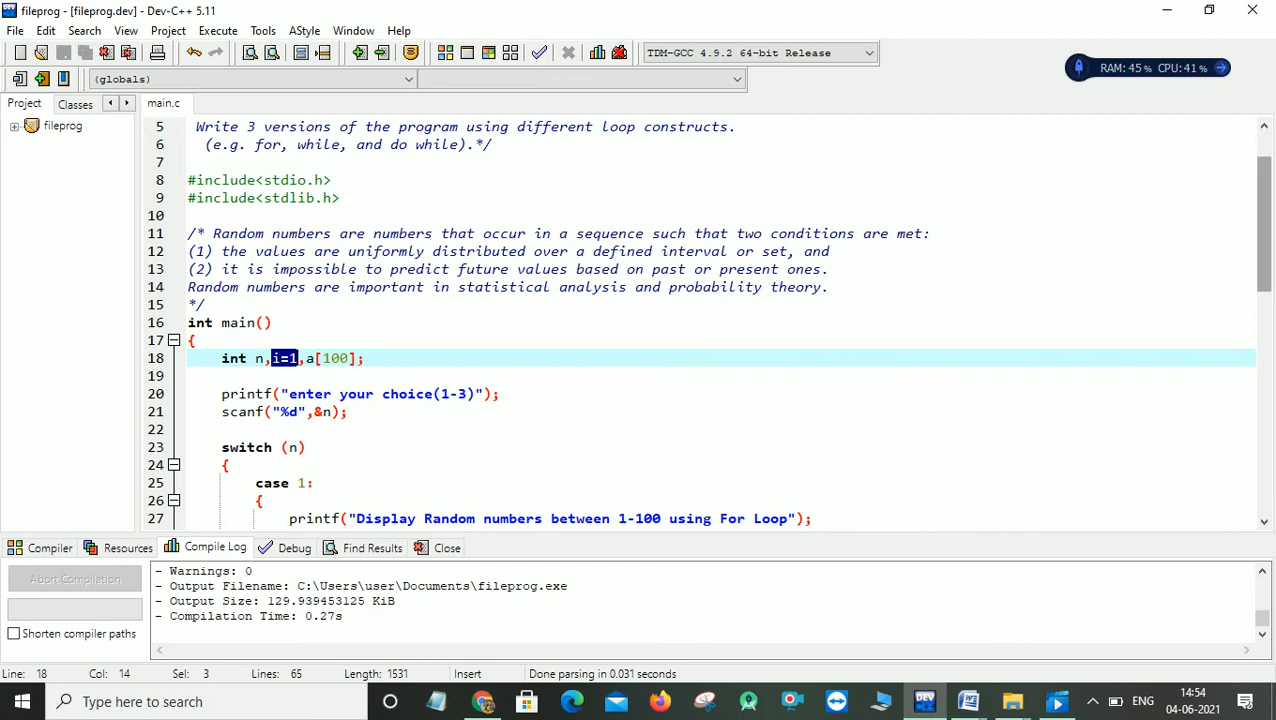 fileprog - [fileprog.dev] - Dev-C++ 5.11
File Edit Search View Project Execute Tools AStyle Window Help
TDM-GCC 4.9.2 64-bit Release
RAM: 45% CPU: 41%
(globals)
Project Classes main.c
fileprog
5 Write 3 versions of the program using different loop constructs.
6 (e.g. for, while, and do while).*/
7
8 #include<stdio.h>
9 #include<stdlib.h>
10
11 /* Random numbers are numbers that occur in a sequence such that two conditions are met:
12 (1) the values are uniformly distributed over a defined interval or set, and
13 (2) it is impossible to predict future values based on past or present ones.
14 Random numbers are important in statistical analysis and probability theory.
15 */
16 int main()
17 {
18 int n,i=1,a[100];
19
20 printf("enter your choice(1-3)");
21 scanf("%d",&n);
22
23 switch (n)
24 {
25 case 1:
26 {
27 printf("Display Random numbers between 1-100 using For Loop");
Compiler Resources Compile Log Debug Find Results Close
Abort Compilation
Shorten compiler paths
- Warnings: 0
- Output Filename: C:\Users\user\Documents\fileprog.exe
- Output Size: 129.939453125 KiB
- Compilation Time: 0.27s
Line: 18 Col: 14 Sel: 3 Lines: 65 Length: 1531 Insert Done parsing in 0.031 seconds
Type here to search
DEV
ENG
14:54
04-06-2021